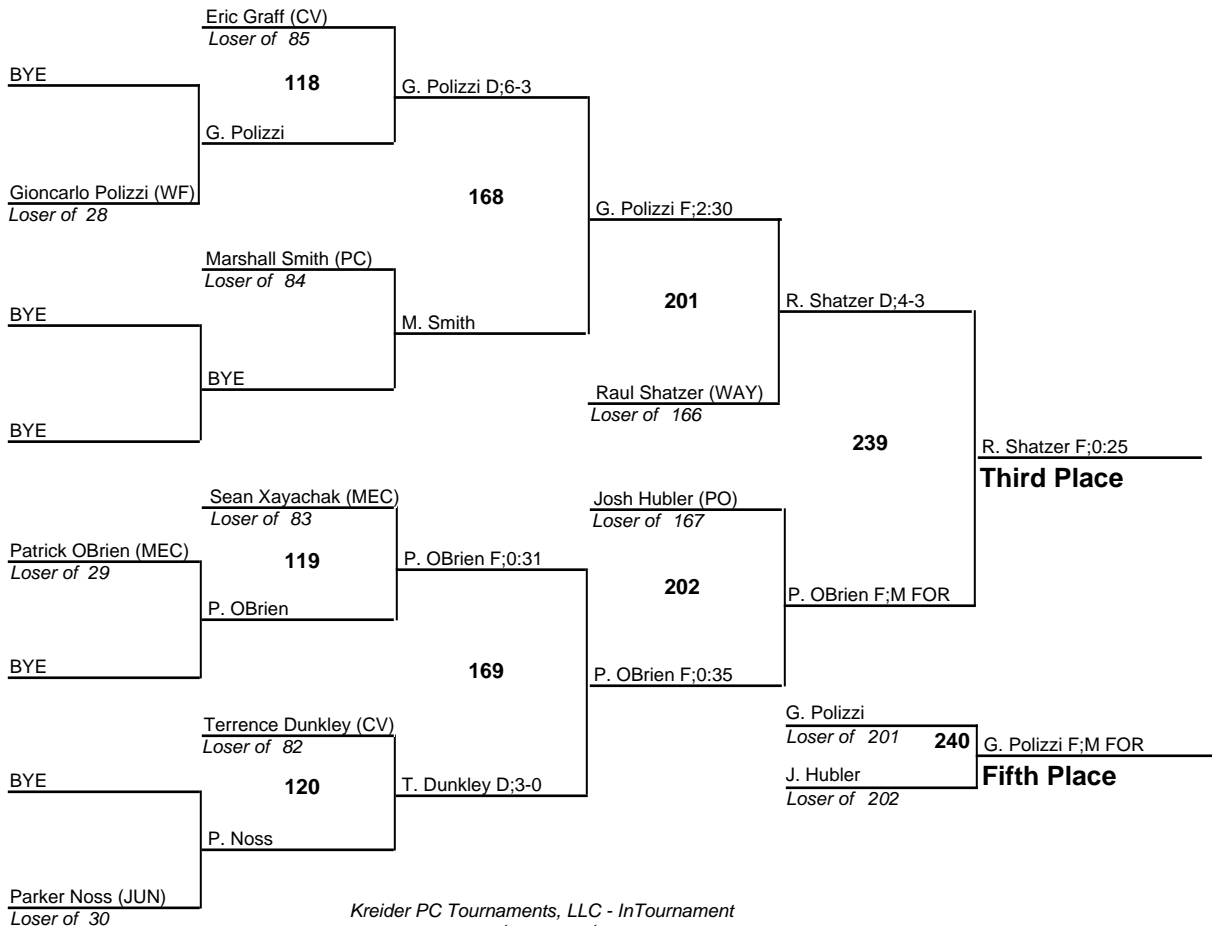 Eric Graff (CV)
Loser of 85
BYE
118
G. Polizzi D;6-3
G. Polizzi
Gioncarlo Polizzi (WF)
Loser of 28
168
G. Polizzi F;2:30
Marshall Smith (PC)
Loser of 84
201
R. Shatzer D;4-3
BYE
M. Smith
BYE
Raul Shatzer (WAY)
Loser of 166
BYE
239
R. Shatzer F;0:25
Third Place
Sean Xayachak (MEC)
Loser of 83
Josh Hubler (PO)
Loser of 167
Patrick OBrien (MEC)
Loser of 29
119
P. OBrien F;0:31
202
P. OBrien
P. OBrien F;M FOR
BYE
169
P. OBrien F;0:35
Terrence Dunkley (CV)
Loser of 82
G. Polizzi
Loser of 201
240
G. Polizzi F;M FOR
Fifth Place
BYE
120
T. Dunkley D;3-0
J. Hubler
Loser of 202
P. Noss
Parker Noss (JUN)
Loser of 30
Kreider PC Tournaments, LLC - InTournament